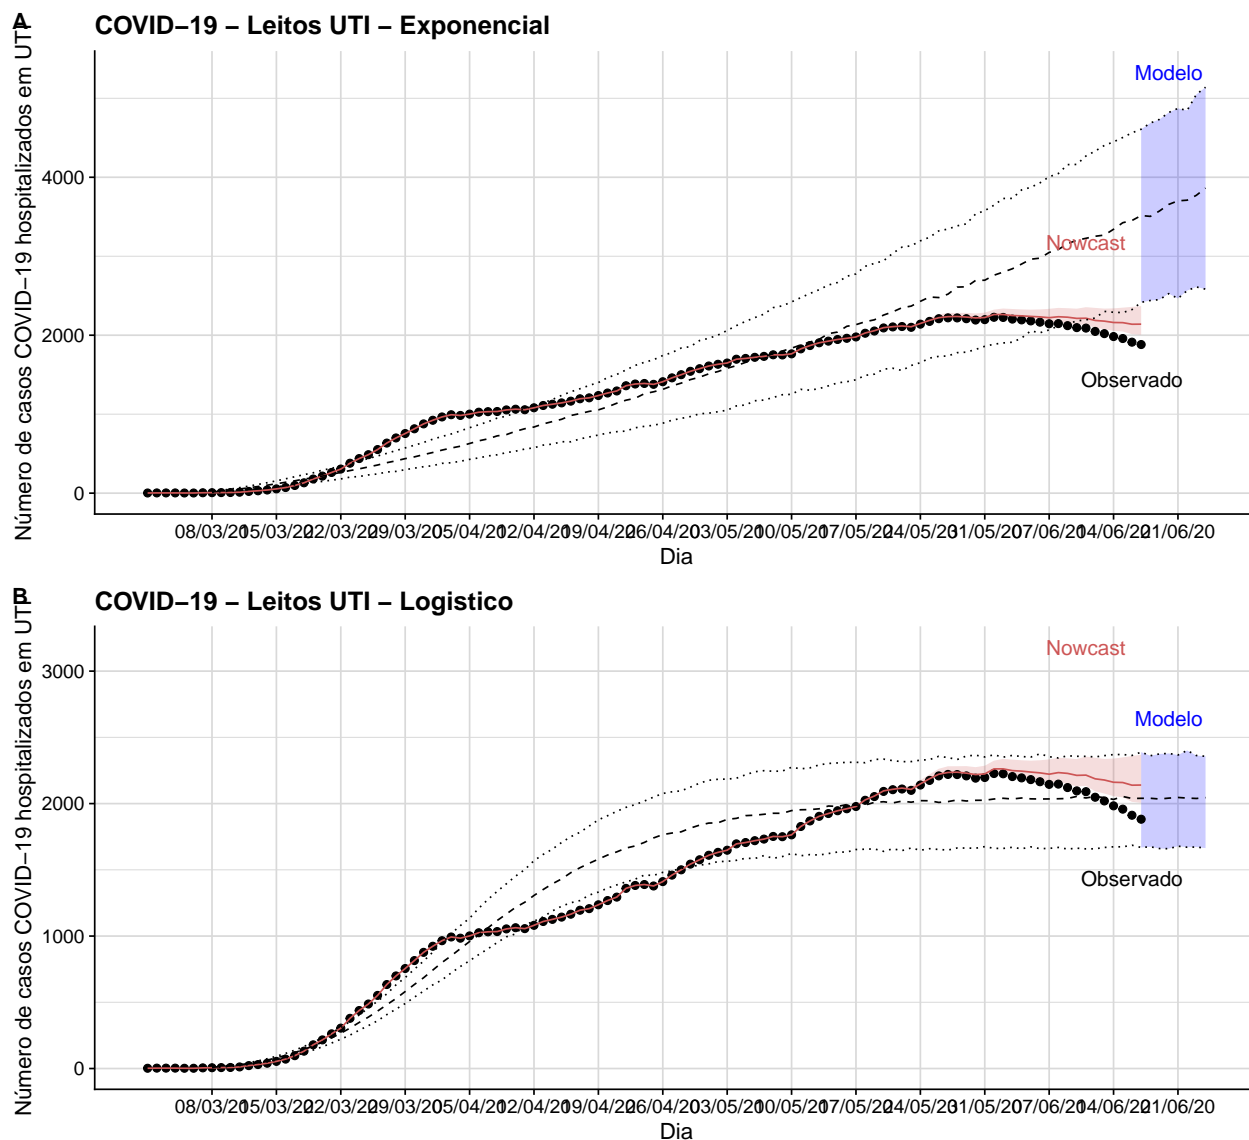 A
COVID−19 − Leitos UTI − Exponencial
Número de casos COVID−19 hospitalizados em UTI
Modelo
Nowcast
Observado
4000
2000
0
08/03/20 15/03/20 22/03/20 29/03/20 05/04/20 12/04/20 19/04/20 26/04/20 03/05/20 10/05/20 17/05/20 24/05/20 31/05/20 07/06/20 14/06/20 21/06/20
Dia
B
COVID−19 − Leitos UTI − Logistico
Número de casos COVID−19 hospitalizados em UTI
Nowcast
Modelo
Observado
3000
2000
1000
0
08/03/20 15/03/20 22/03/20 29/03/20 05/04/20 12/04/20 19/04/20 26/04/20 03/05/20 10/05/20 17/05/20 24/05/20 31/05/20 07/06/20 14/06/20 21/06/20
Dia